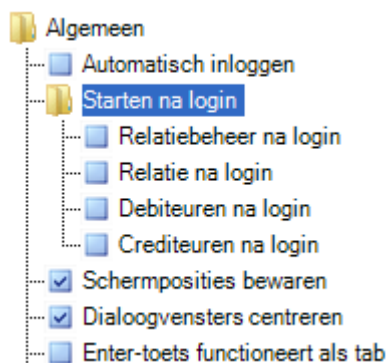 Algemeen
Automatisch inloggen
Starten na login
Relatiebeheer na login
Relatie na login
Debiteuren na login
Crediteuren na login
Schermposities bewaren
Dialoogvensters centreren
Enter-toets functioneert als tab